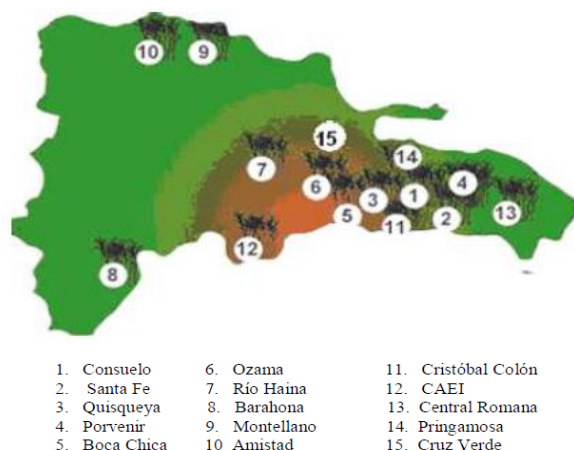 10 9
15
14
7
6 3 1 4
5 11 2 13
12
8
1. Consuelo 6. Ozama 11. Cristóbal Colón
2. Santa Fe 7. Río Haina 12. CAEI
3. Quisqueya 8. Barahona 13. Central Romana
4. Porvenir 9. Montellano 14. Pringamosa
5. Boca Chica 10 Amistad 15. Cruz Verde